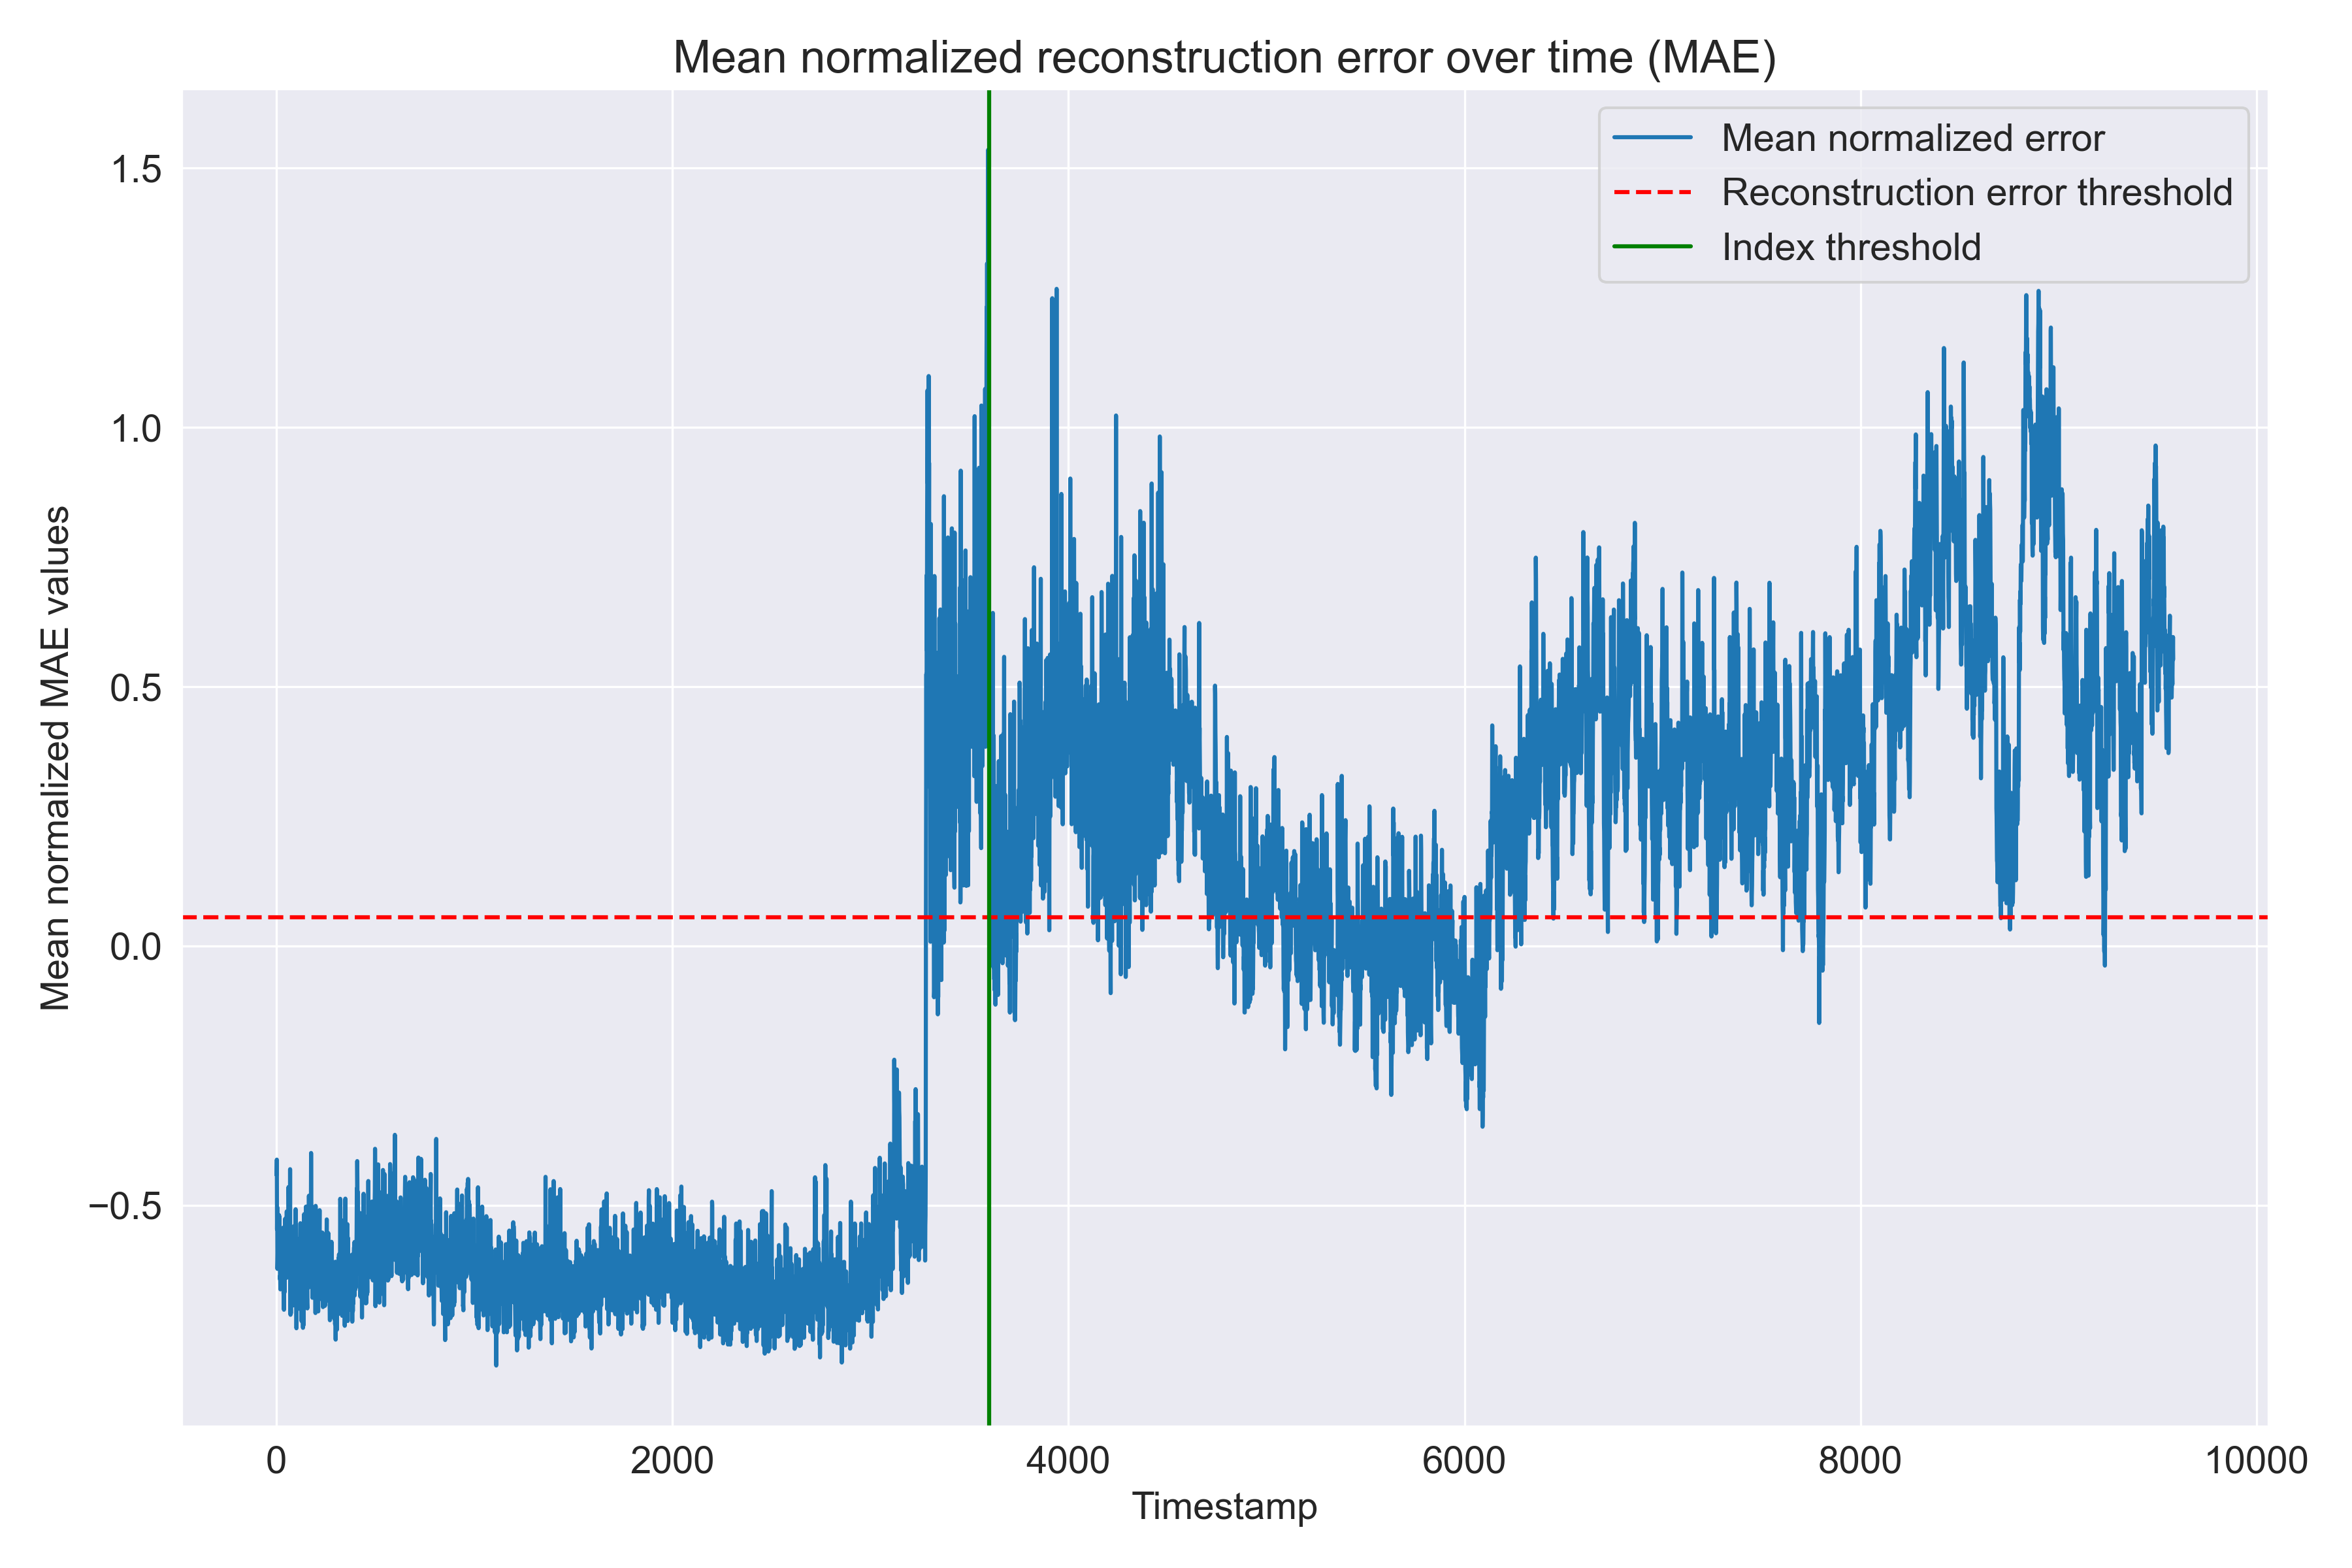 Mean normalized reconstruction error over time (MAE)
Mean normalized error
Reconstruction error threshold
Index threshold
Mean normalized MAE values
1.5
1.0
0.5
0.0
−0.5
0 2000 4000 6000 8000 10000
Timestamp